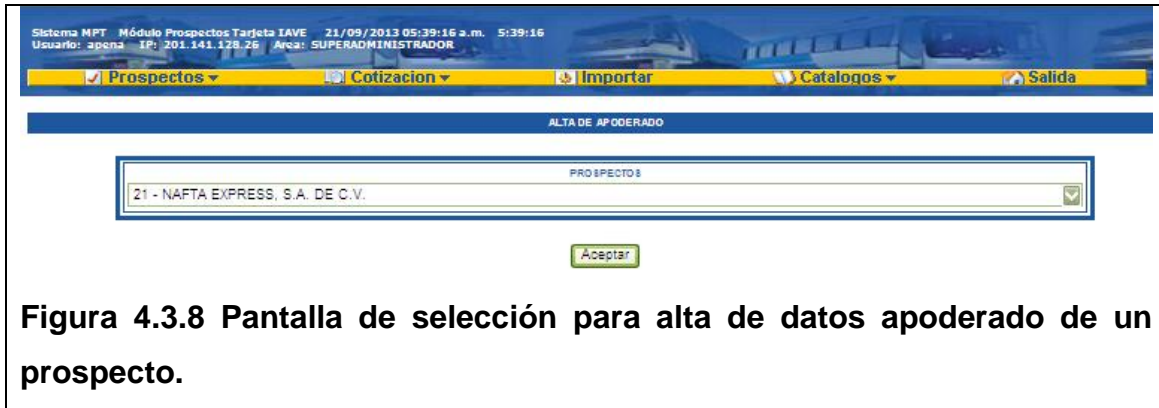 Sistema MPT Módulo Prospectos Tarjeta IAVE 21/09/2013 05:39:16 a.m. 5:39:16
Usuario: apena IP: 201.141.128.26 Area: SUPERADMINISTRADOR
Prospectos Cotizacion Importar Catalogos Salida
ALTA DE APODERADO
PROSPECTOS
21 - NAFTA EXPRESS, S.A. DE C.V.
Aceptar
Figura 4.3.8 Pantalla de selección para alta de datos apoderado de un
prospecto.